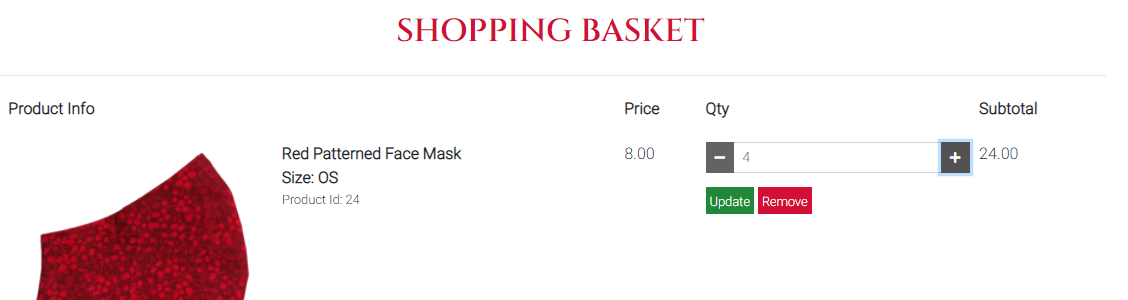 SHOPPING BASKET
Product Info Price Qty Subtotal
Red Patterned Face Mask 8.00 − 4 + 24.00
Size: OS
Product Id: 24
Update Remove